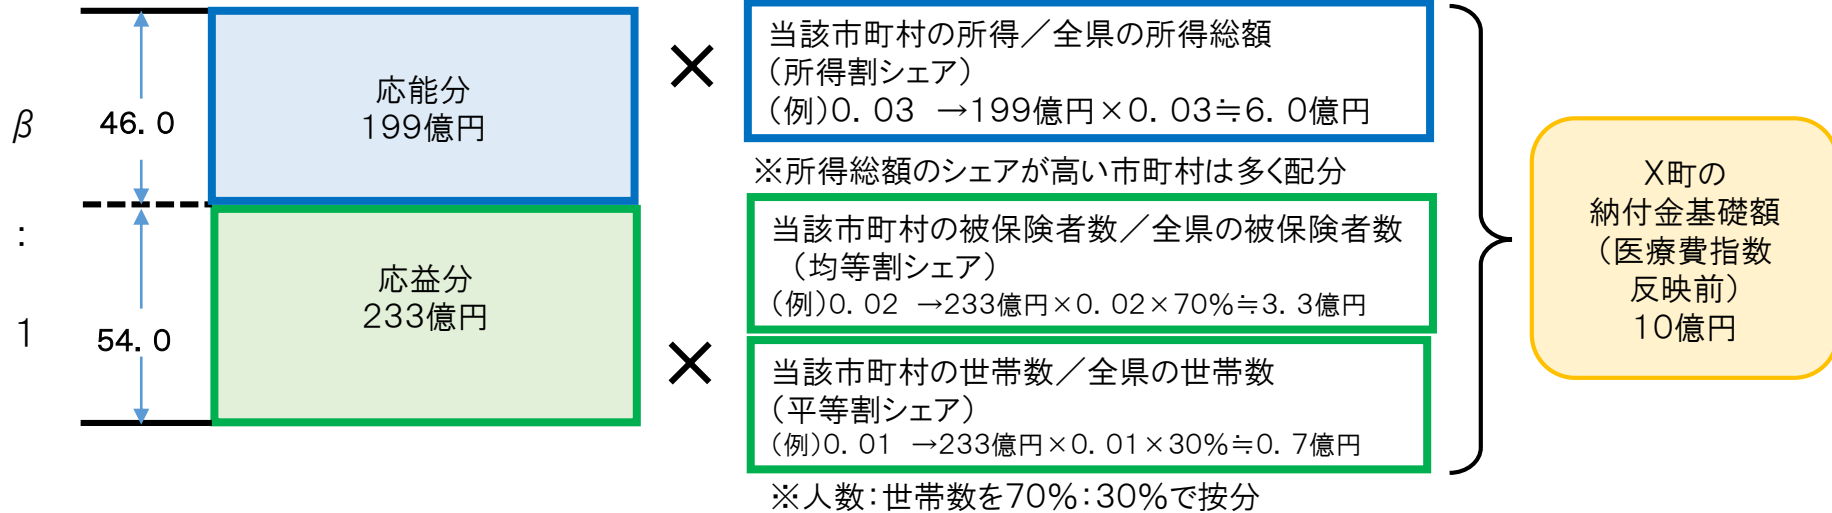 β
：
1
46．0
54．0
応能分
199億円
応益分
233億円
×
×
当該市町村の所得／全県の所得総額
（所得割シェア）
（例）0．03　→199億円×0．03≒6．0億円
※所得総額のシェアが高い市町村は多く配分
当該市町村の被保険者数／全県の被保険者数
（均等割シェア）
（例）0．02　→233億円×0．02×70％≒3．3億円
当該市町村の世帯数／全県の世帯数
（平等割シェア）
（例）0．01　→233億円×0．01×30％≒0．7億円
※人数：世帯数を70％：30％で按分
X町の
納付金基礎額
（医療費指数
反映前）
10億円